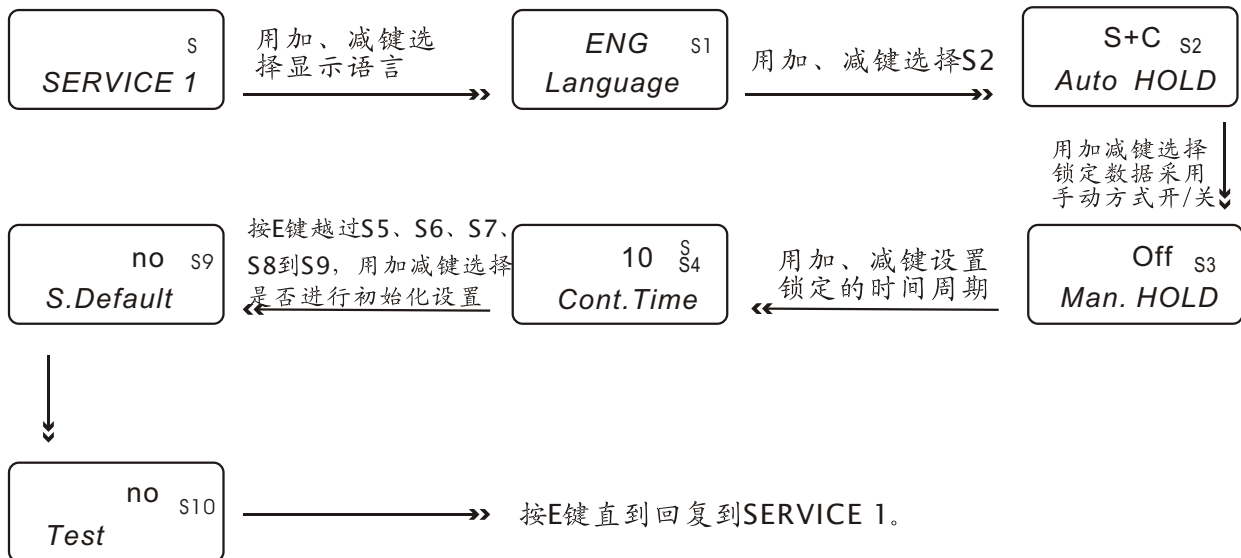 S
SERVICE 1
用加、减键选
择显示语言
ENG S1
Language
用加、减键选择S2
S+C S2
Auto HOLD
用加减键选择
锁定数据采用
手动方式开/关
Off S3
Man. HOLD
用加、减键设置
锁定的时间周期
10 S
S4
Cont.Time
按E键越过S5、S6、S7、
S8到S9，用加减键选择
是否进行初始化设置
no S9
S.Default
no S10
Test
按E键直到回复到SERVICE 1。